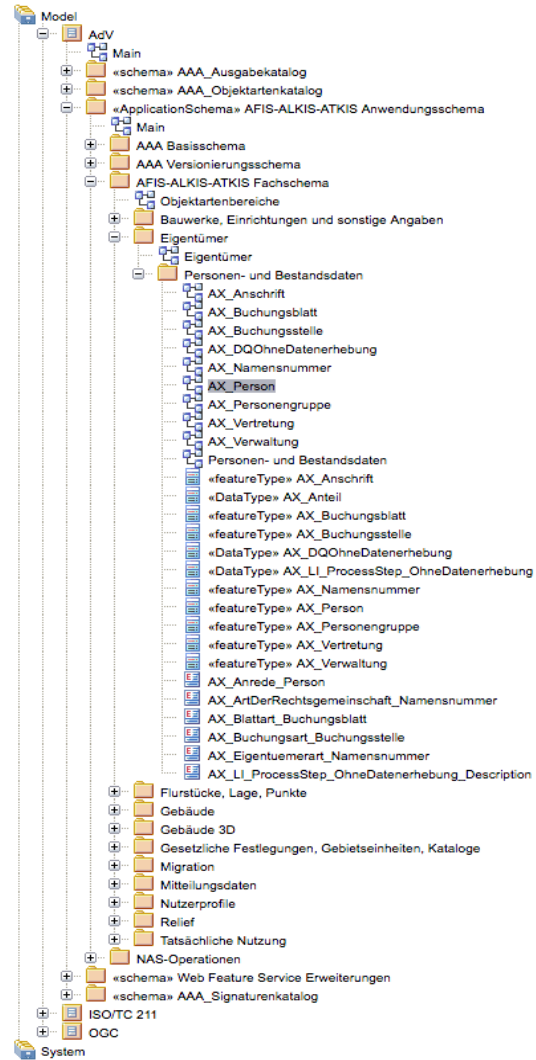 Model
AdV
Main
«schema» AAA_Ausgabekatalog
«schema» AAA_Objektartenkatalog
«ApplicationSchema» AFIS-ALKIS-ATKIS Anwendungsschema
Main
AAA Basisschema
AAA Versionierungsschema
AFIS-ALKIS-ATKIS Fachschema
Objektartenbereiche
Bauwerke, Einrichtungen und sonstige Angaben
Eigentümer
Eigentümer
Personen- und Bestandsdaten
AX_Anschrift
AX_Buchungsblatt
AX_Buchungsstelle
AX_DQOhneDatenerhebung
AX_Namensnummer
AX_Person
AX_Personengruppe
AX_Vertretung
AX_Verwaltung
Personen- und Bestandsdaten
«featureType» AX_Anschrift
«DataType» AX_Anteil
«featureType» AX_Buchungsblatt
«featureType» AX_Buchungsstelle
«DataType» AX_DQOhneDatenerhebung
«DataType» AX_LI_ProcessStep_OhneDatenerhebung
«featureType» AX_Namensnummer
«featureType» AX_Person
«featureType» AX_Personengruppe
«featureType» AX_Vertretung
«featureType» AX_Verwaltung
AX_Anrede_Person
AX_ArtDerRechtsgemeinschaft_Namensnummer
AX_Blattart_Buchungsblatt
AX_Buchungsart_Buchungsstelle
AX_Eigentuemerart_Namensnummer
AX_LI_ProcessStep_OhneDatenerhebung_Description
Flurstücke, Lage, Punkte
Gebäude
Gebäude 3D
Gesetzliche Festlegungen, Gebietseinheiten, Kataloge
Migration
Mitteilungsdaten
Nutzerprofile
Relief
Tatsächliche Nutzung
NAS-Operationen
«schema» Web Feature Service Erweiterungen
«schema» AAA_Signaturenkatalog
ISO/TC 211
OGC
System